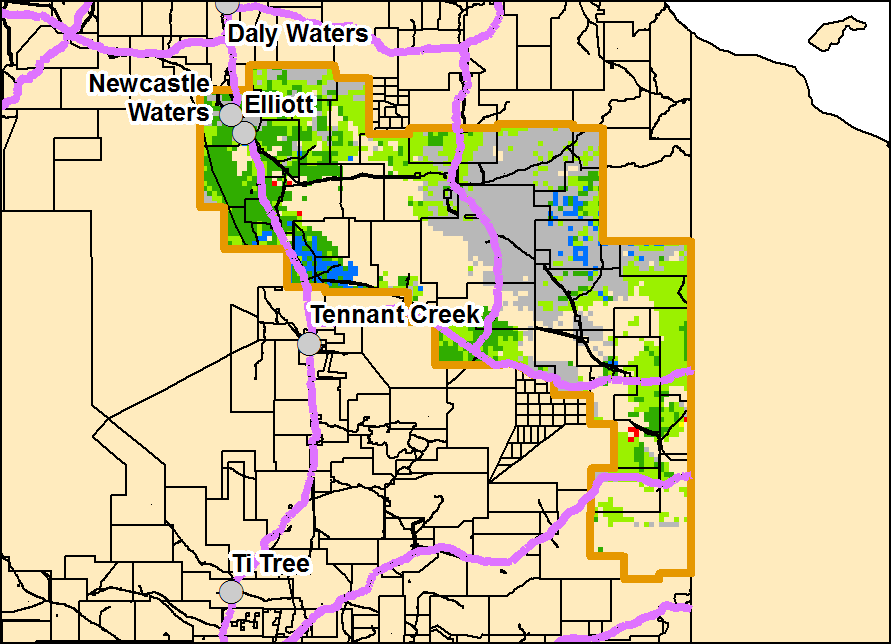 Daly Waters
Newcastle
Waters
Elliott
Tennant Creek
Ti Tree